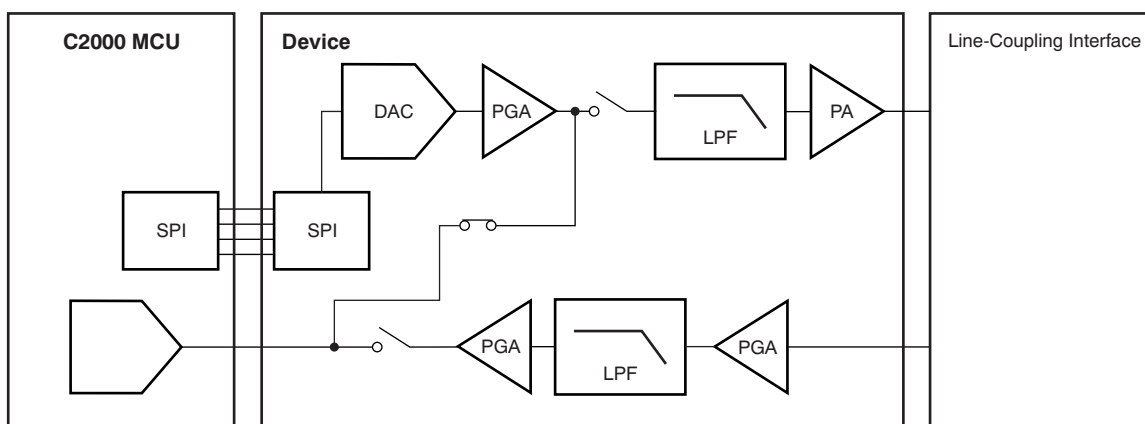 C2000 MCU
Device
Line-Coupling Interface
DAC
PGA
LPF
PA
SPI
SPI
PGA
LPF
PGA